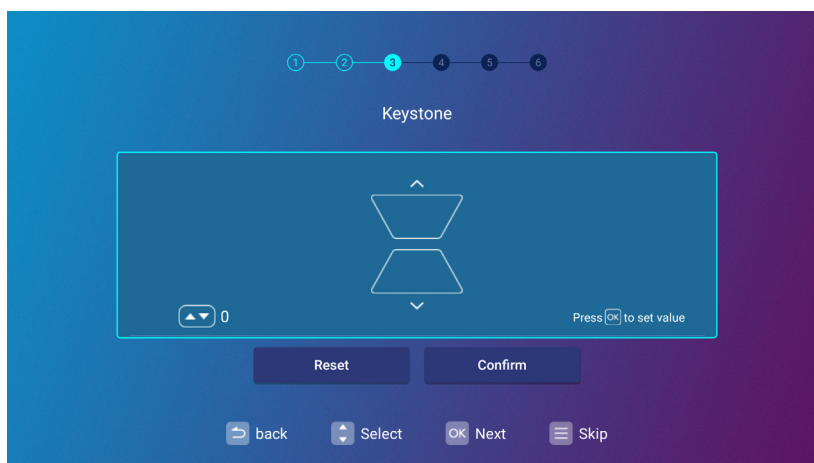 1 2 3 4 5 6
Keystone
0
Press OK to set value
Reset Confirm
back Select OK Next Skip